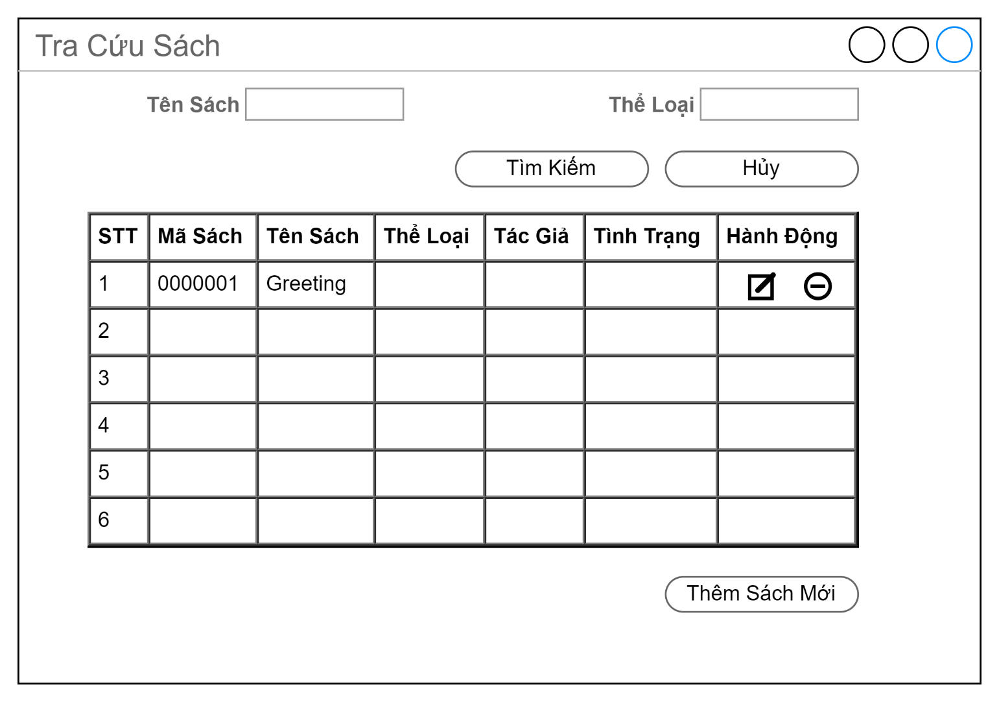 Tra Cứu Sách
Tên Sách
Thể Loại
Tìm Kiếm
Hủy
STT Mã Sách Tên Sách Thể Loại Tác Giả Tình Trạng Hành Động
1 0000001 Greeting
2
3
4
5
6
Thêm Sách Mới